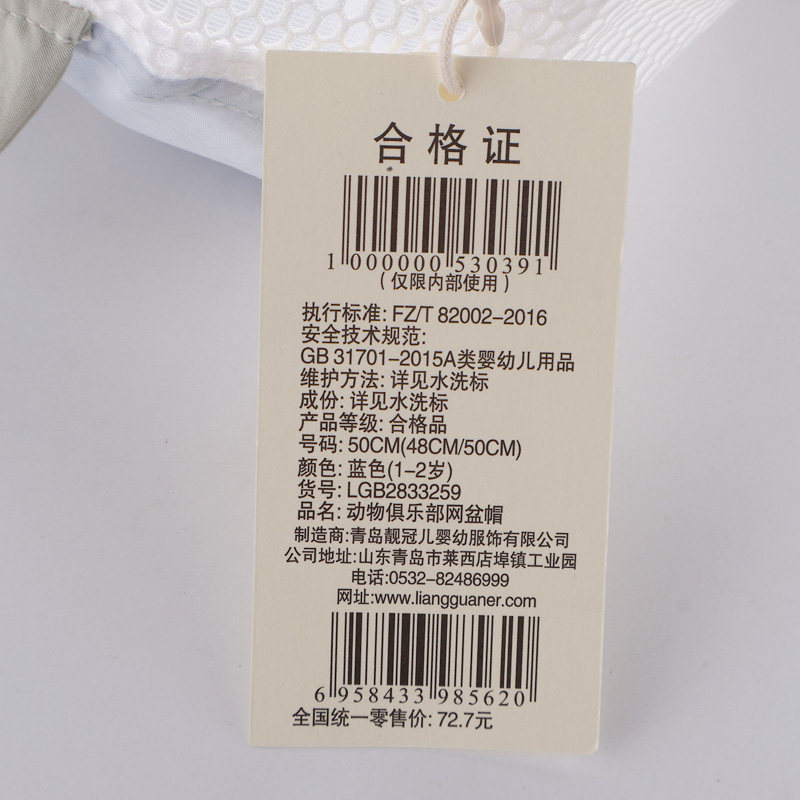 合格证
1 000000 530391
(仅限内部使用)
执行标准: FZ/T 82002-2016
安全技术规范:
GB 31701-2015A类婴幼儿用品
维护方法: 详见水洗标
成份: 详见水洗标
产品等级: 合格品
号码: 50CM(48CM/50CM)
颜色: 蓝色(1-2岁)
货号: LGB2833259
品名: 动物俱乐部网盆帽
制造商:青岛靓冠儿婴幼服饰有限公司
公司地址:山东青岛市莱西店埠镇工业园
电话:0532-82486999
网址:www.liangguaner.com
6 958433 985620
全国统一零售价: 72.7元